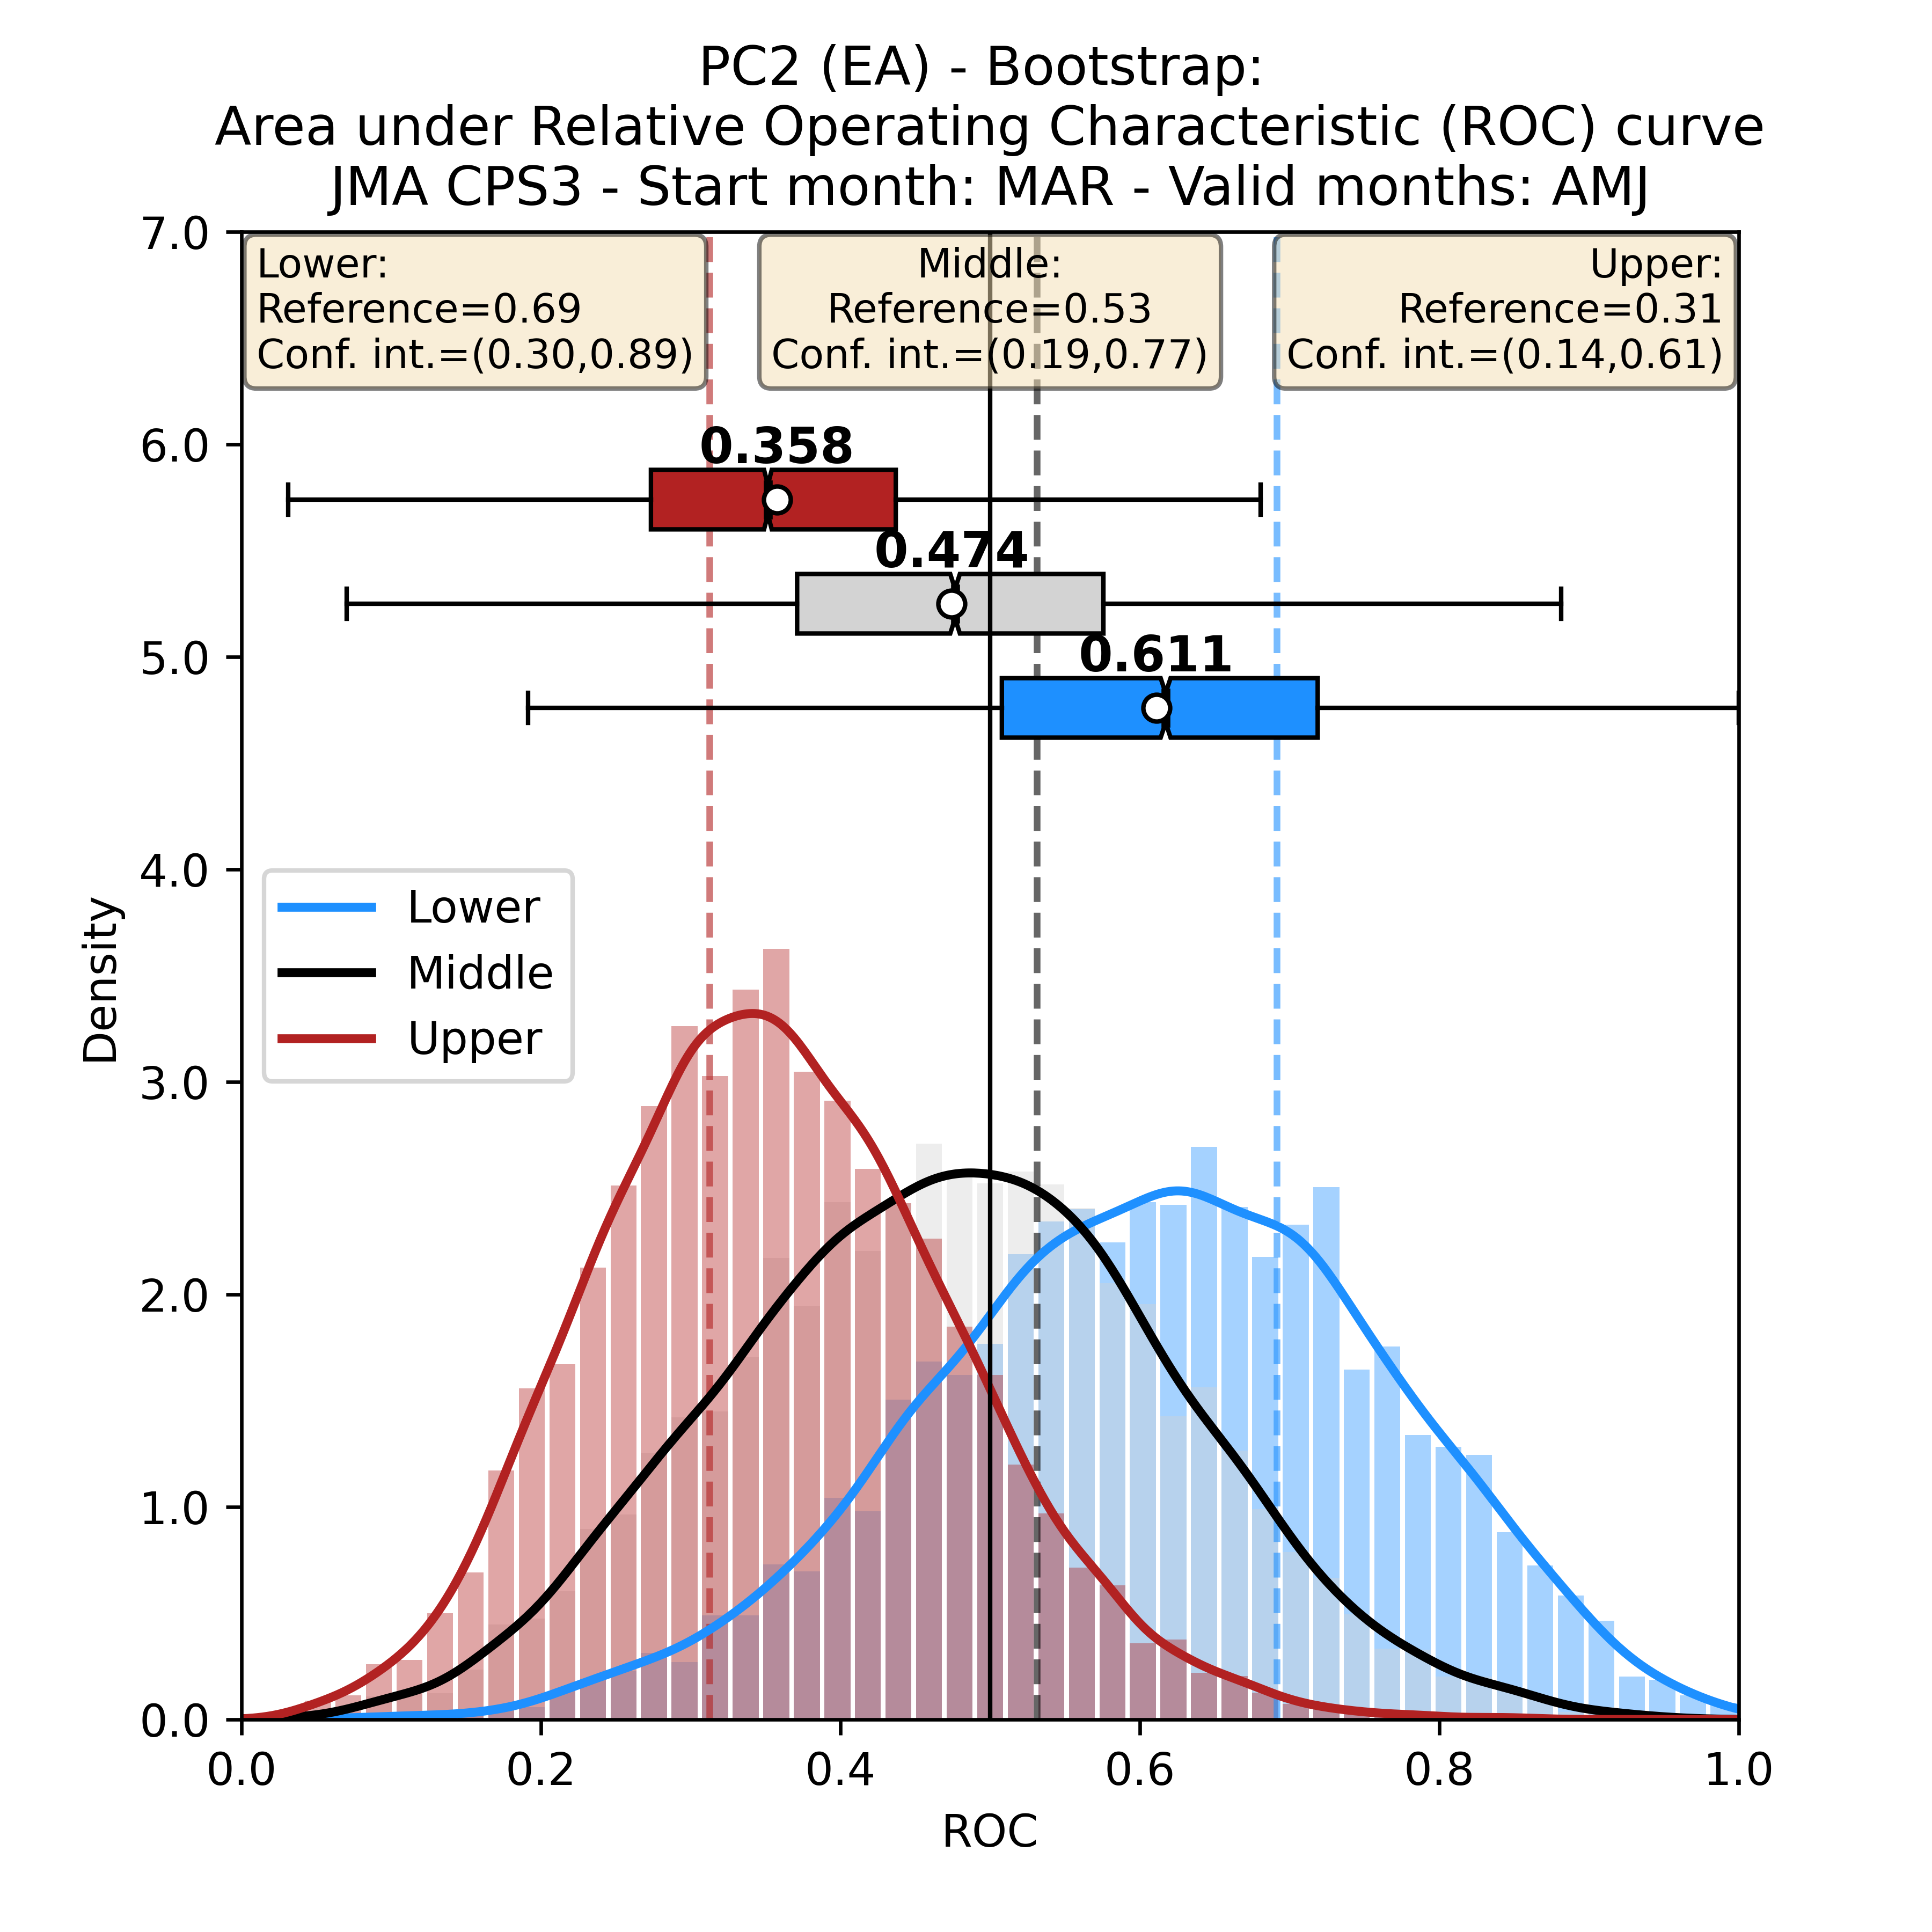 PC2 (EA) - Bootstrap:
Area under Relative Operating Characteristic (ROC) curve
JMA CPS3 - Start month: MAR - Valid months: AMJ
Lower:
Reference=0.69
Conf. int.=(0.30,0.89)
Middle:
Reference=0.53
Conf. int.=(0.19,0.77)
Upper:
Reference=0.31
Conf. int.=(0.14,0.61)
0.358
0.474
0.611
Lower
Middle
Upper
Density
7.0
6.0
5.0
4.0
3.0
2.0
1.0
0.0
0.0 0.2 0.4 0.6 0.8 1.0
ROC